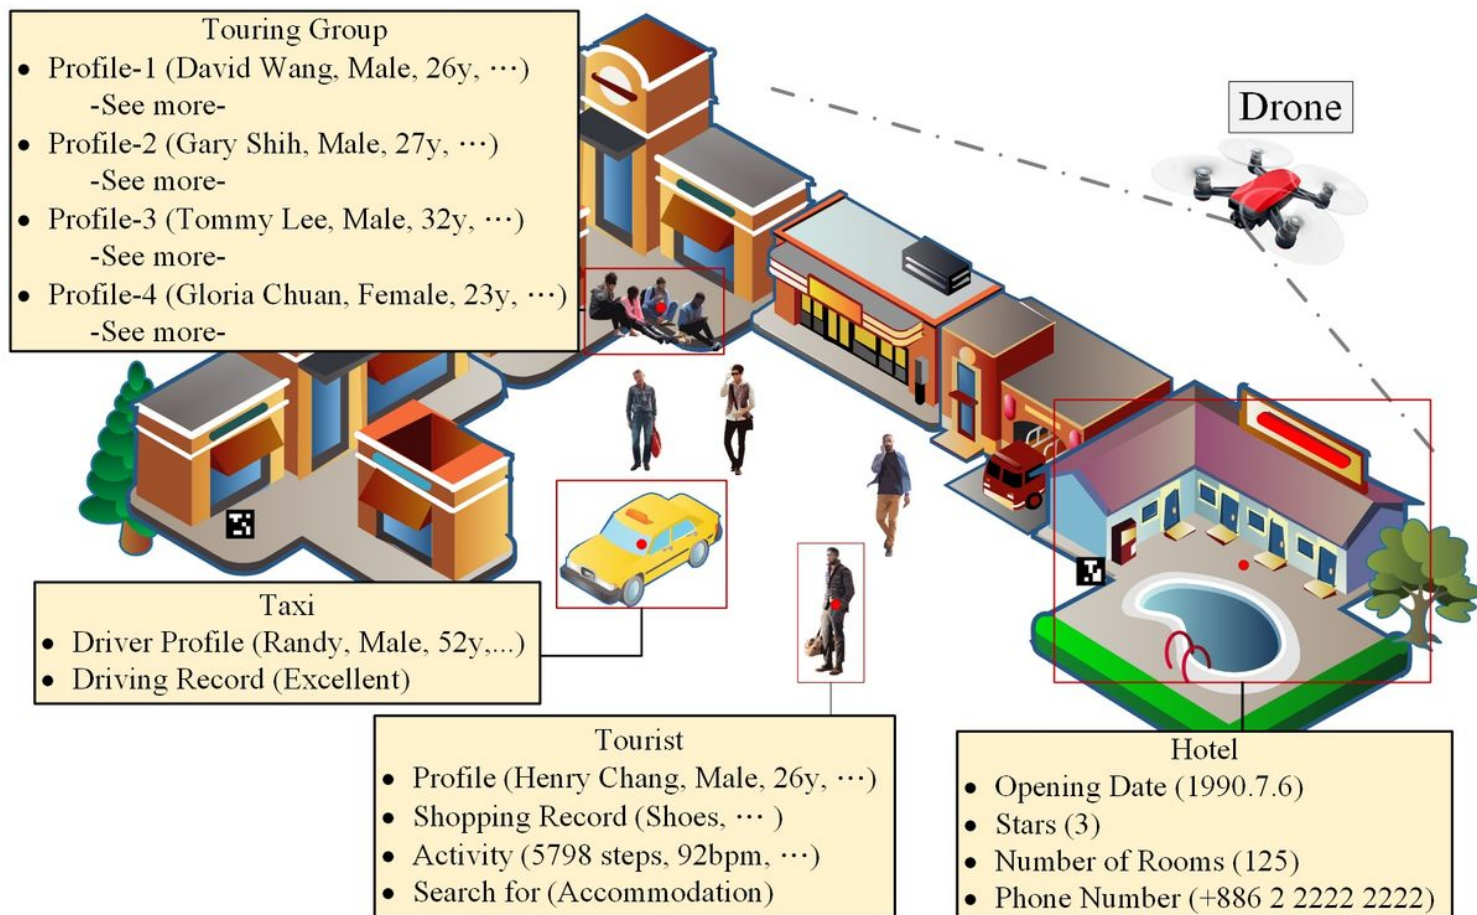 Touring Group
• Profile-1 (David Wang, Male, 26y, ⋯)
-See more-
• Profile-2 (Gary Shih, Male, 27y, ⋯)
-See more-
• Profile-3 (Tommy Lee, Male, 32y, ⋯)
-See more-
• Profile-4 (Gloria Chuan, Female, 23y, ⋯)
-See more-
Drone
Taxi
• Driver Profile (Randy, Male, 52y,...)
• Driving Record (Excellent)
Tourist
• Profile (Henry Chang, Male, 26y, ⋯)
• Shopping Record (Shoes, ⋯ )
• Activity (5798 steps, 92bpm, ⋯)
• Search for (Accommodation)
Hotel
• Opening Date (1990.7.6)
• Stars (3)
• Number of Rooms (125)
• Phone Number (+886 2 2222 2222)